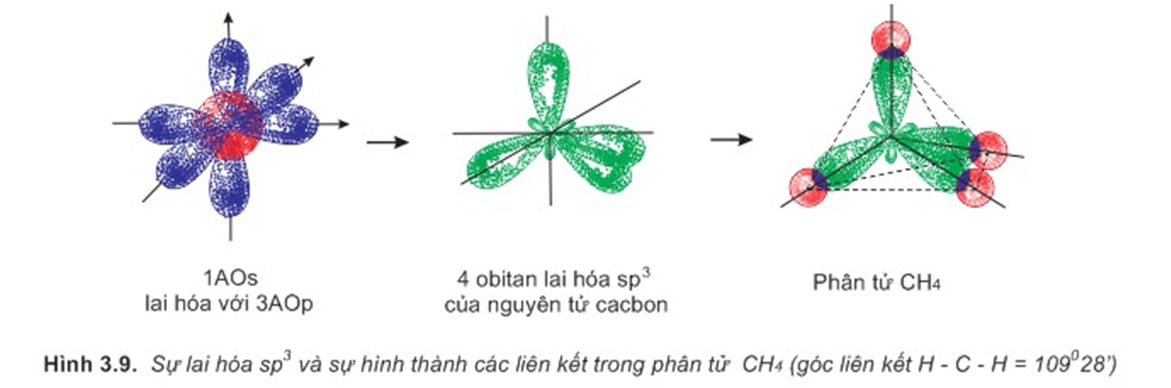 1AOs
lai hóa với 3AOp
4 obitan lai hóa sp³
của nguyên tử cacbon
Phân tử CH₄
Hình 3.9. Sự lai hóa sp³ và sự hình thành các liên kết trong phân tử CH₄ (góc liên kết H - C - H = 109⁰28’)